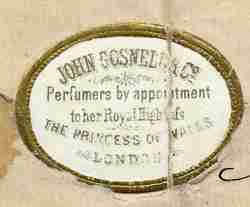 JOHN GOSNELL & Co.
Perfumers by appointment
to her Royal Highness
THE PRINCESS OF WALES
LONDON